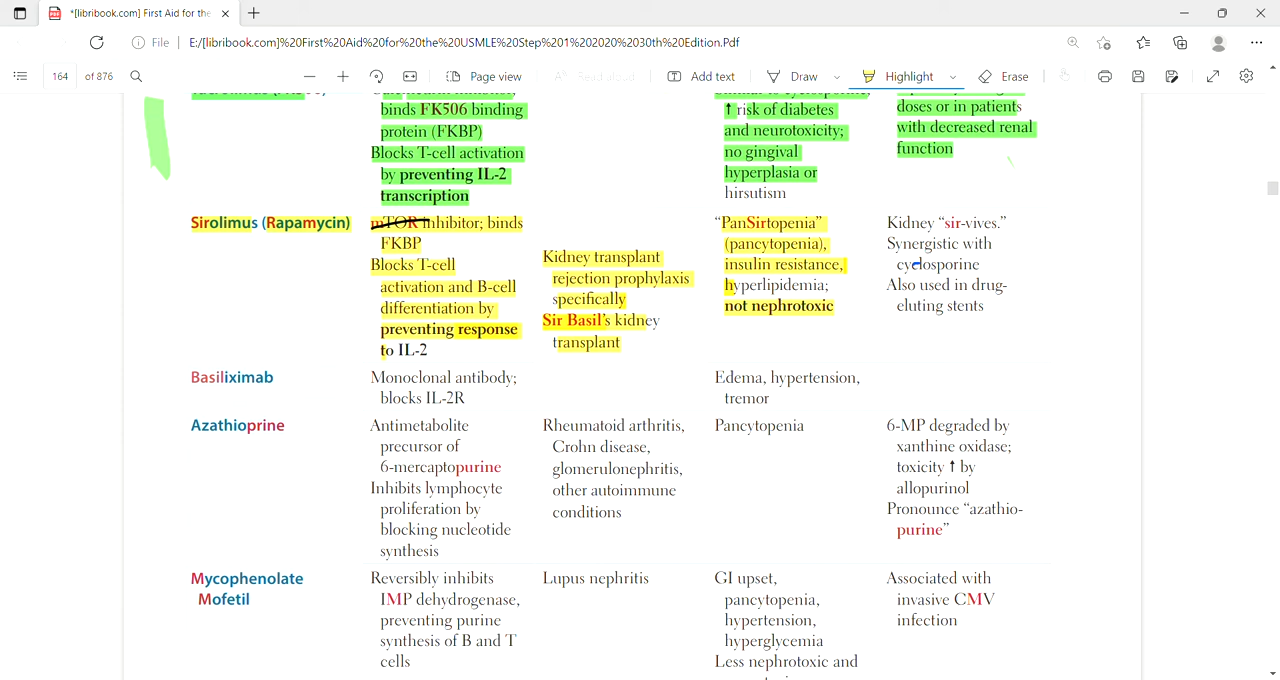 *[libribook.com] First Aid for the
File
E:/[libribook.com]%20First%20Aid%20for%20the%20USMLE%20Step%201%202020%2030th%20Edition.Pdf
164 of 876
Page view
Read aloud
Add text
Draw
Highlight
Erase
binds FK506 binding
protein (FKBP)
Blocks T-cell activation
by preventing IL-2
transcription
↑ risk of diabetes
and neurotoxicity;
no gingival
hyperplasia or
hirsutism
doses or in patients
with decreased renal
function
Sirolimus (Rapamycin)
mTOR inhibitor; binds
FKBP
Blocks T-cell
activation and B-cell
differentiation by
preventing response
to IL-2
Kidney transplant
rejection prophylaxis
specifically
Sir Basil's kidney
transplant
“PanSirtopenia”
(pancytopenia),
insulin resistance,
hyperlipidemia;
not nephrotoxic
Kidney “sir-vives.”
Synergistic with
cyclosporine
Also used in drug-
eluting stents
Basiliximab
Monoclonal antibody;
blocks IL-2R
Edema, hypertension,
tremor
Azathioprine
Antimetabolite
precursor of
6-mercaptopurine
Inhibits lymphocyte
proliferation by
blocking nucleotide
synthesis
Rheumatoid arthritis,
Crohn disease,
glomerulonephritis,
other autoimmune
conditions
Pancytopenia
6-MP degraded by
xanthine oxidase;
toxicity ↑ by
allopurinol
Pronounce “azathio-
purine”
Mycophenolate
Mofetil
Reversibly inhibits
IMP dehydrogenase,
preventing purine
synthesis of B and T
cells
Lupus nephritis
GI upset,
pancytopenia,
hypertension,
hyperglycemia
Less nephrotoxic and
Associated with
invasive CMV
infection